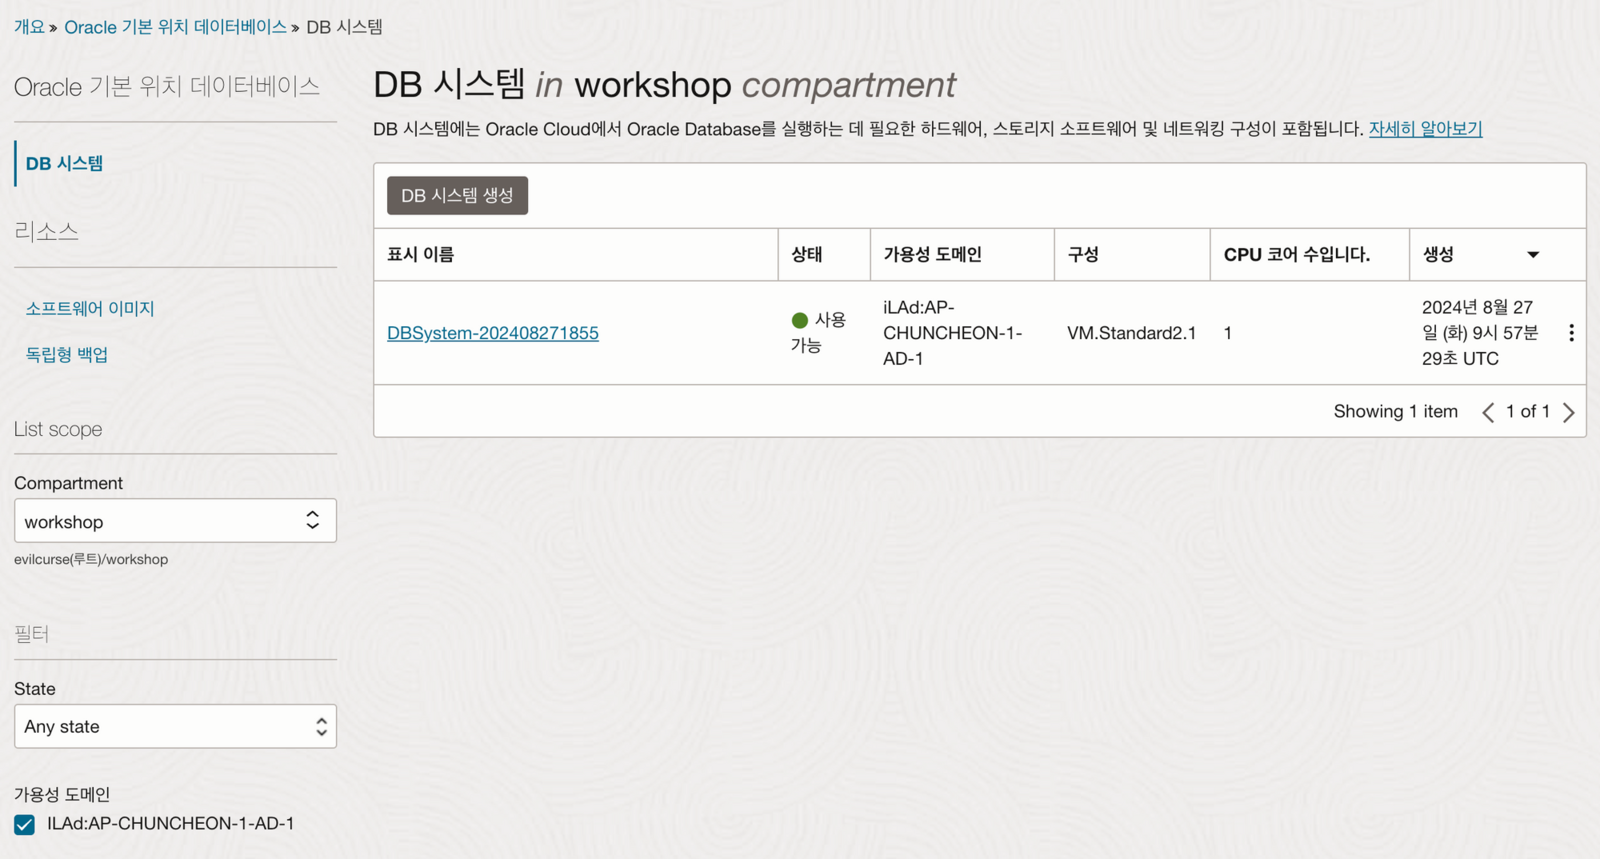 개요 » Oracle 기본 위치 데이터베이스 » DB 시스템
Oracle 기본 위치 데이터베이스
DB 시스템
리소스
소프트웨어 이미지
독립형 백업
List scope
Compartment
workshop
evilcurse(루트)/workshop
필터
State
Any state
가용성 도메인
ILAd:AP-CHUNCHEON-1-AD-1
DB 시스템 in workshop compartment
DB 시스템에는 Oracle Cloud에서 Oracle Database를 실행하는 데 필요한 하드웨어, 스토리지 소프트웨어 및 네트워킹 구성이 포함됩니다. 자세히 알아보기
DB 시스템 생성
표시 이름 상태 가용성 도메인 구성 CPU 코어 수입니다. 생성
DBSystem-202408271855
사용
가능
iLAd:AP-
CHUNCHEON-1-
AD-1
VM.Standard2.1
1
2024년 8월 27
일 (화) 9시 57분
29초 UTC
Showing 1 item 1 of 1